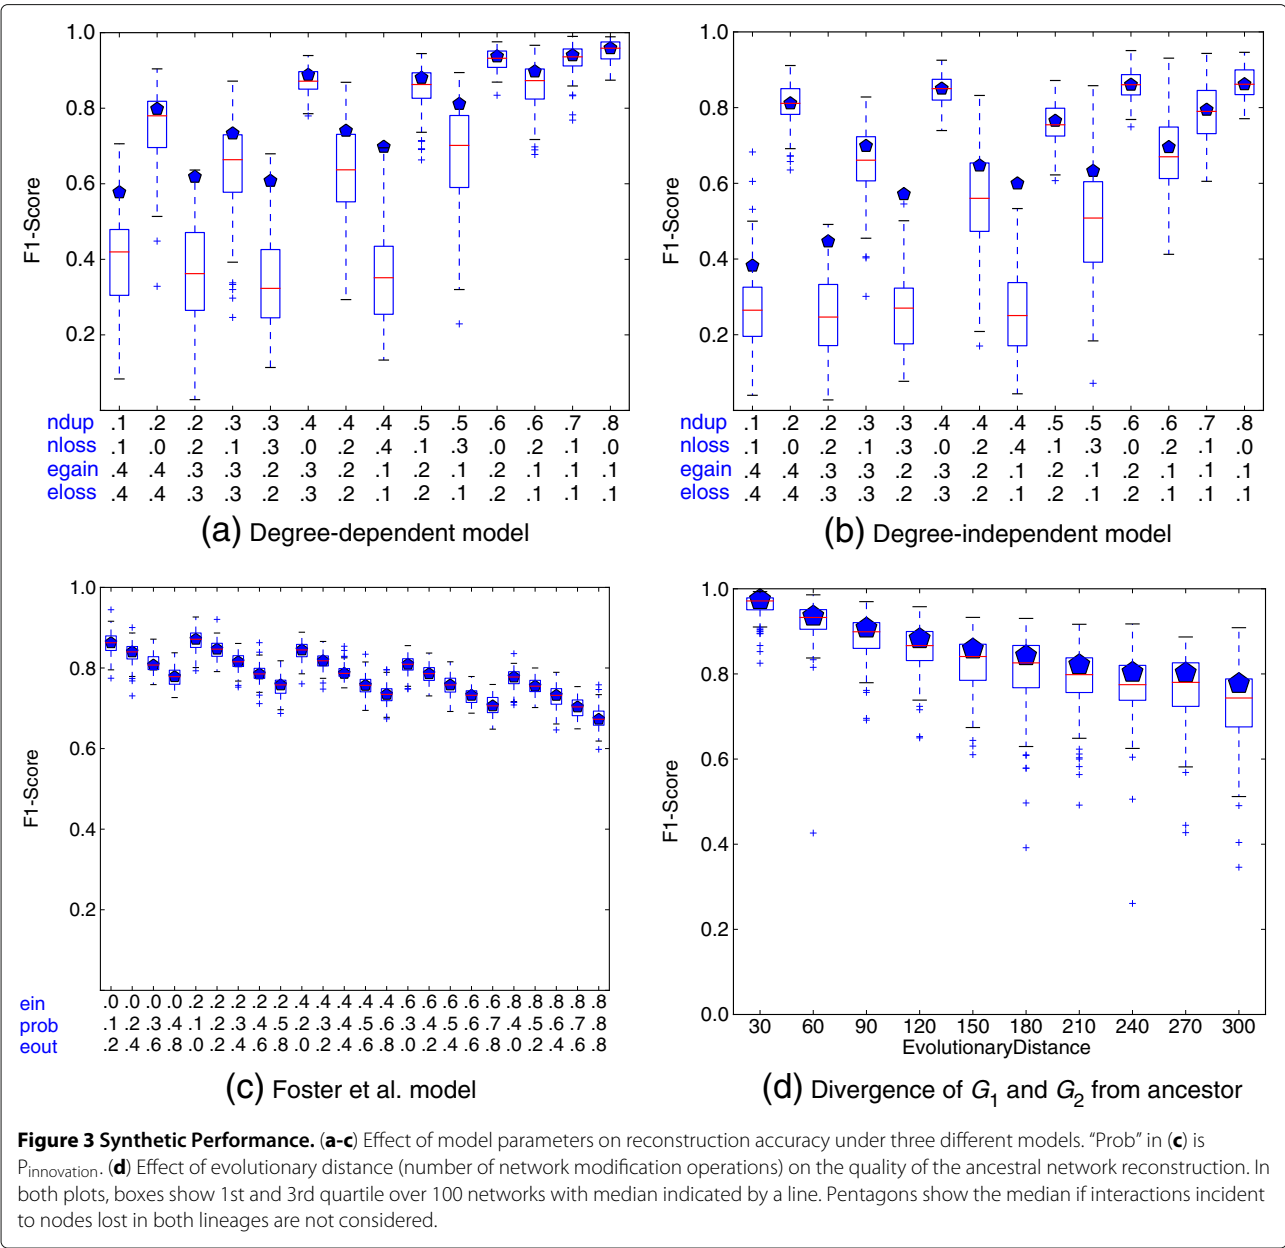 1.0
0.8
0.6
0.4
0.2
F1-Score
ndup .1 .2 .2 .3 .3 .4 .4 .4 .5 .5 .6 .6 .7 .8
nloss .1 .0 .2 .1 .3 .0 .2 .4 .1 .3 .0 .2 .1 .0
egain .4 .4 .3 .3 .2 .3 .2 .1 .2 .1 .2 .1 .1 .1
eloss .4 .4 .3 .3 .2 .3 .2 .1 .2 .1 .2 .1 .1 .1
(a) Degree-dependent model
1.0
0.8
0.6
0.4
0.2
F1-Score
ndup .1 .2 .2 .3 .3 .4 .4 .4 .5 .5 .6 .6 .7 .8
nloss .1 .0 .2 .1 .3 .0 .2 .4 .1 .3 .0 .2 .1 .0
egain .4 .4 .3 .3 .2 .3 .2 .1 .2 .1 .2 .1 .1 .1
eloss .4 .4 .3 .3 .2 .3 .2 .1 .2 .1 .2 .1 .1 .1
(b) Degree-independent model
1.0
0.8
0.6
0.4
0.2
F1-Score
ein .0 .0 .0 .0 .2 .2 .2 .2 .2 .4 .4 .4 .4 .4 .6 .6 .6 .6 .6 .8 .8 .8 .8 .8
prob .1 .2 .3 .4 .1 .2 .3 .4 .5 .2 .3 .4 .5 .6 .3 .4 .5 .6 .7 .4 .5 .6 .7 .8
eout .2 .4 .6 .8 .0 .2 .4 .6 .8 .0 .2 .4 .6 .8 .0 .2 .4 .6 .8 .0 .2 .4 .6 .8
(c) Foster et al. model
1.0
0.8
0.6
0.4
0.2
0.0
F1-Score
30 60 90 120 150 180 210 240 270 300
EvolutionaryDistance
(d) Divergence of G1 and G2 from ancestor
Figure 3 Synthetic Performance. (a-c) Effect of model parameters on reconstruction accuracy under three different models. “Prob” in (c) is
Pinnovation. (d) Effect of evolutionary distance (number of network modification operations) on the quality of the ancestral network reconstruction. In
both plots, boxes show 1st and 3rd quartile over 100 networks with median indicated by a line. Pentagons show the median if interactions incident
to nodes lost in both lineages are not considered.